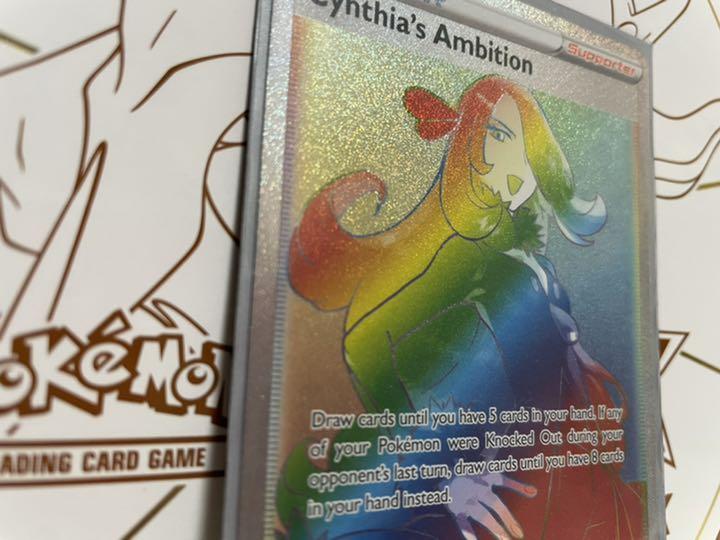 Cynthia's Ambition
Supporter
Draw cards until you have 5 cards in your hand. If any
of your Pokémon were Knocked Out during your
opponent's last turn, draw cards until you have 8 cards
in your hand instead.
POKéMO
ADING CARD GAME